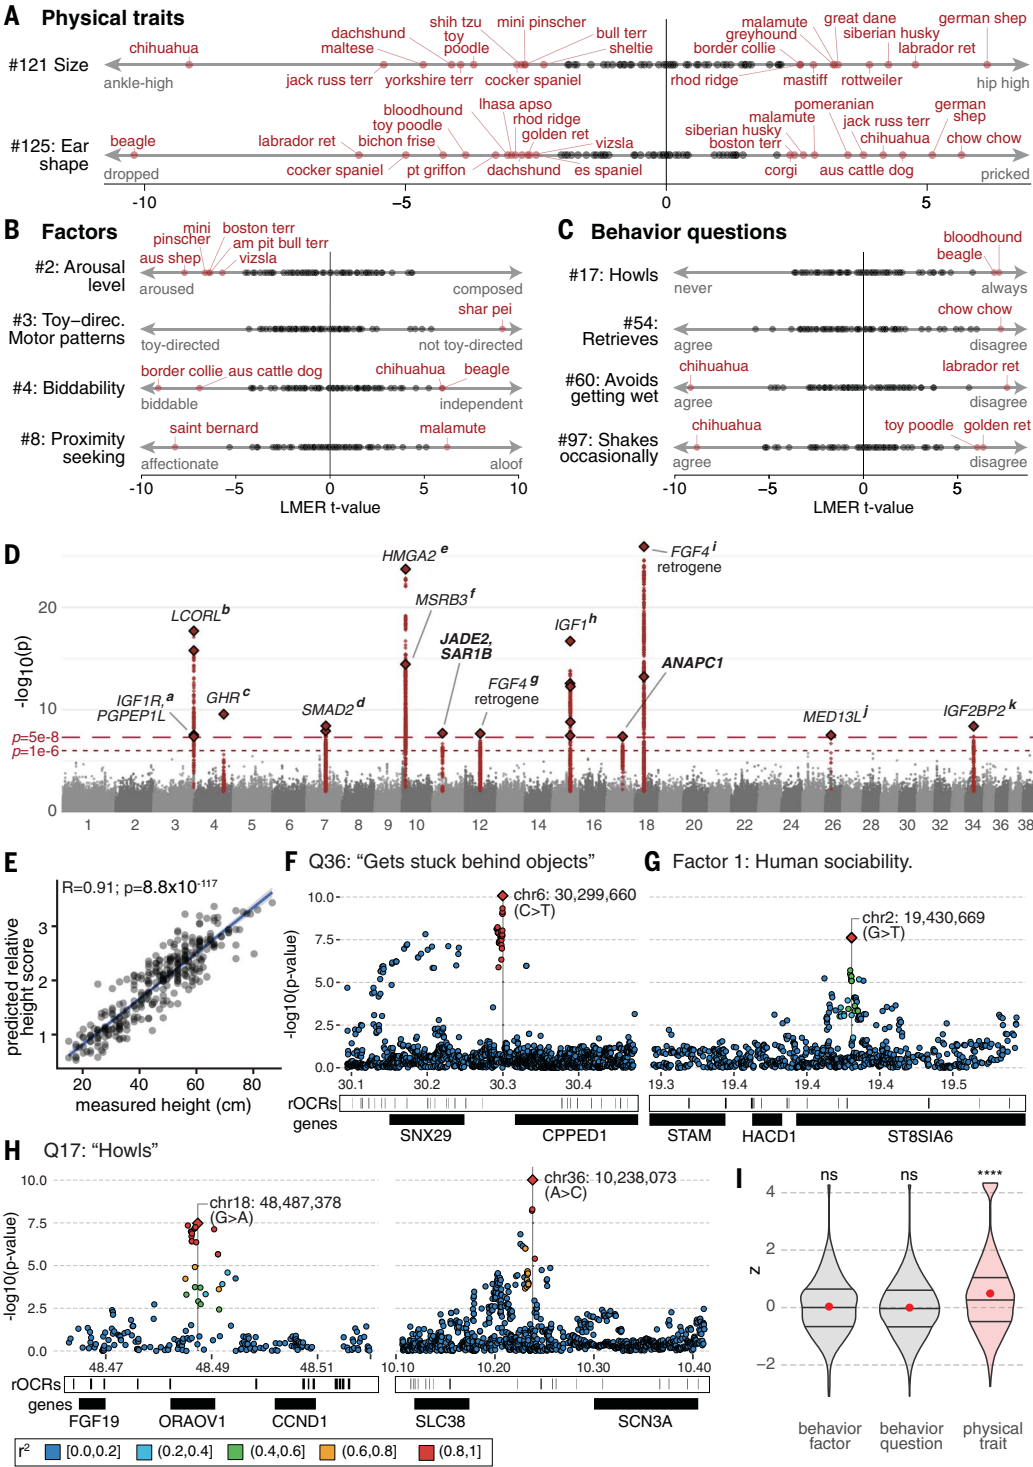 A Physical traits
#121 Size
chihuahua
dachshund
maltese
shih tzu
toy
poodle
mini pinscher
bull terr
sheltie
malamute
greyhound
border collie
great dane
siberian husky
labrador ret
german shep
jack russ terr
yorkshire terr
cocker spaniel
rhod ridge
mastiff
rottweiler
ankle-high
hip high
#125: Ear
shape
beagle
labrador ret
bloodhound
toy poodle
bichon frise
lhasa apso
rhod ridge
golden ret
vizsla
siberian husky
boston terr
malamute
pomeranian
jack russ terr
chihuahua
german
shep
chow chow
cocker spaniel
pt griffon
dachshund
es spaniel
corgi
aus cattle dog
dropped
pricked
-10
-5
0
5
B Factors
#2: Arousal
level
mini
pinscher
aus shep
boston terr
am pit bull terr
vizsla
aroused
composed
#3: Toy-direc.
Motor patterns
shar pei
toy-directed
not toy-directed
#4: Biddability
border collie
aus cattle dog
chihuahua
beagle
biddable
independent
#8: Proximity
seeking
saint bernard
malamute
affectionate
aloof
-10
-5
0
5
10
LMER t-value
C Behavior questions
#17: Howls
bloodhound
beagle
never
always
#54:
Retrieves
chow chow
agree
disagree
#60: Avoids
getting wet
chihuahua
labrador ret
agree
disagree
#97: Shakes
occasionally
chihuahua
toy poodle
golden ret
agree
disagree
-10
-5
0
5
LMER t-value
D
-log10(p)
20
10
0
p=5e-8
p=1e-6
IGF1R, a
PGPEP1L
LCORL b
GHR c
SMAD2 d
HMGA2 e
MSRB3 f
JADE2,
SAR1B
FGF4 g
retrogene
IGF1 h
ANAPC1
FGF4 i
retrogene
MED13L j
IGF2BP2 k
1 2 3 4 5 6 7 8 9 10 11 12 14 16 18 20 22 24 26 28 30 32 34 36 38
E
R=0.91; p=8.8x10-117
predicted relative
height score
3
2
1
20 40 60 80
measured height (cm)
F Q36: "Gets stuck behind objects"
-log10(p-value)
10.0
7.5
5.0
2.5
0.0
chr6: 30,299,660
(C>T)
30.1 30.2 30.3 30.4
rOCRs
genes
SNX29 CPPED1
G Factor 1: Human sociability.
chr2: 19,430,669
(G>T)
19.3 19.4 19.4 19.4 19.5
STAM HACD1 ST8SIA6
H Q17: "Howls"
-log10(p-value)
10.0
7.5
5.0
2.5
0.0
chr18: 48,487,378
(G>A)
48.47 48.49 48.51
chr36: 10,238,073
(A>C)
10.10 10.20 10.30 10.40
rOCRs
genes
FGF19 ORAOV1 CCND1
SLC38 SCN3A
r2 [0.0,0.2] (0.2,0.4] (0.4,0.6] (0.6,0.8] (0.8,1]
I
ns ns ****
z
4
2
0
-2
behavior
factor
behavior
question
physical
trait